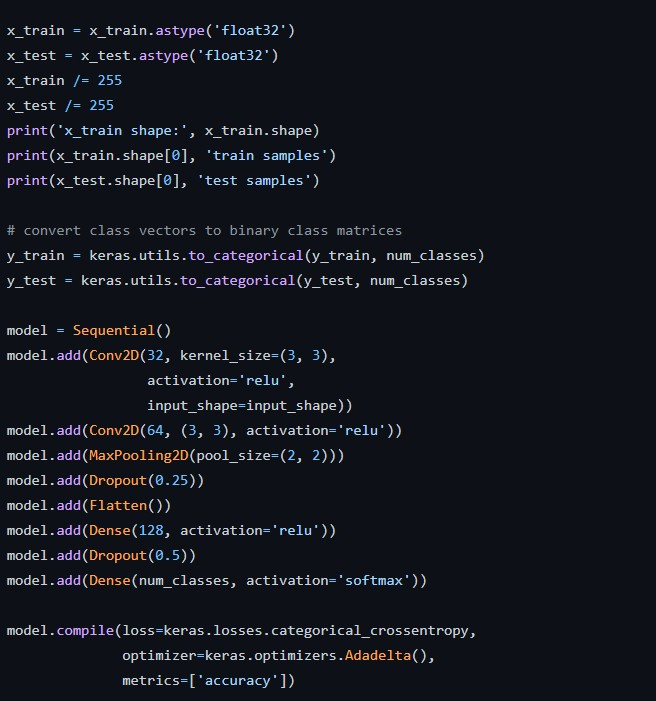 x_train = x_train.astype('float32')
x_test = x_test.astype('float32')
x_train /= 255
x_test /= 255
print('x_train shape:', x_train.shape)
print(x_train.shape[0], 'train samples')
print(x_test.shape[0], 'test samples')

# convert class vectors to binary class matrices
y_train = keras.utils.to_categorical(y_train, num_classes)
y_test = keras.utils.to_categorical(y_test, num_classes)

model = Sequential()
model.add(Conv2D(32, kernel_size=(3, 3),
                 activation='relu',
                 input_shape=input_shape))
model.add(Conv2D(64, (3, 3), activation='relu'))
model.add(MaxPooling2D(pool_size=(2, 2)))
model.add(Dropout(0.25))
model.add(Flatten())
model.add(Dense(128, activation='relu'))
model.add(Dropout(0.5))
model.add(Dense(num_classes, activation='softmax'))

model.compile(loss=keras.losses.categorical_crossentropy,
              optimizer=keras.optimizers.Adadelta(),
              metrics=['accuracy'])